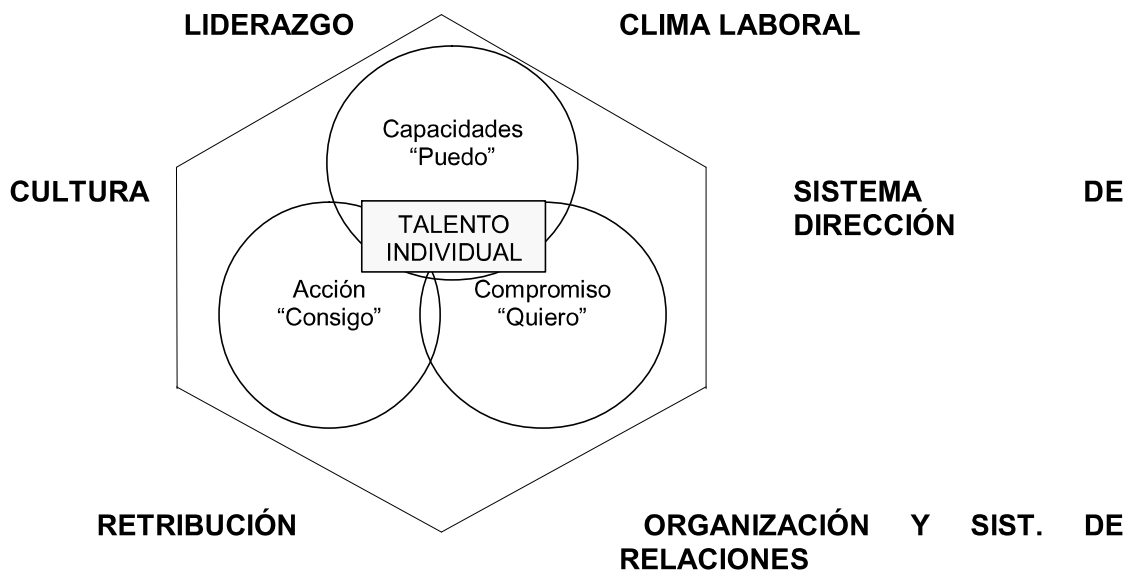 LIDERAZGO
CLIMA LABORAL
Capacidades
“Puedo”
CULTURA
SISTEMA DE
DIRECCIÓN
TALENTO
INDIVIDUAL
Acción
“Consigo”
Compromiso
“Quiero”
RETRIBUCIÓN
ORGANIZACIÓN Y SIST. DE
RELACIONES